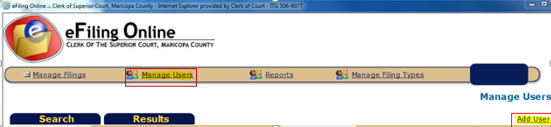 eFiling Online ... Clerk of Superior Court, Maricopa County - Internet Explorer provided by Clerk of Court - ITG 506-6077
eFiling Online
CLERK OF THE SUPERIOR COURT, MARICOPA COUNTY
Manage Filings Manage Users Reports Manage Filing Types
Manage Users
Search Results Add User